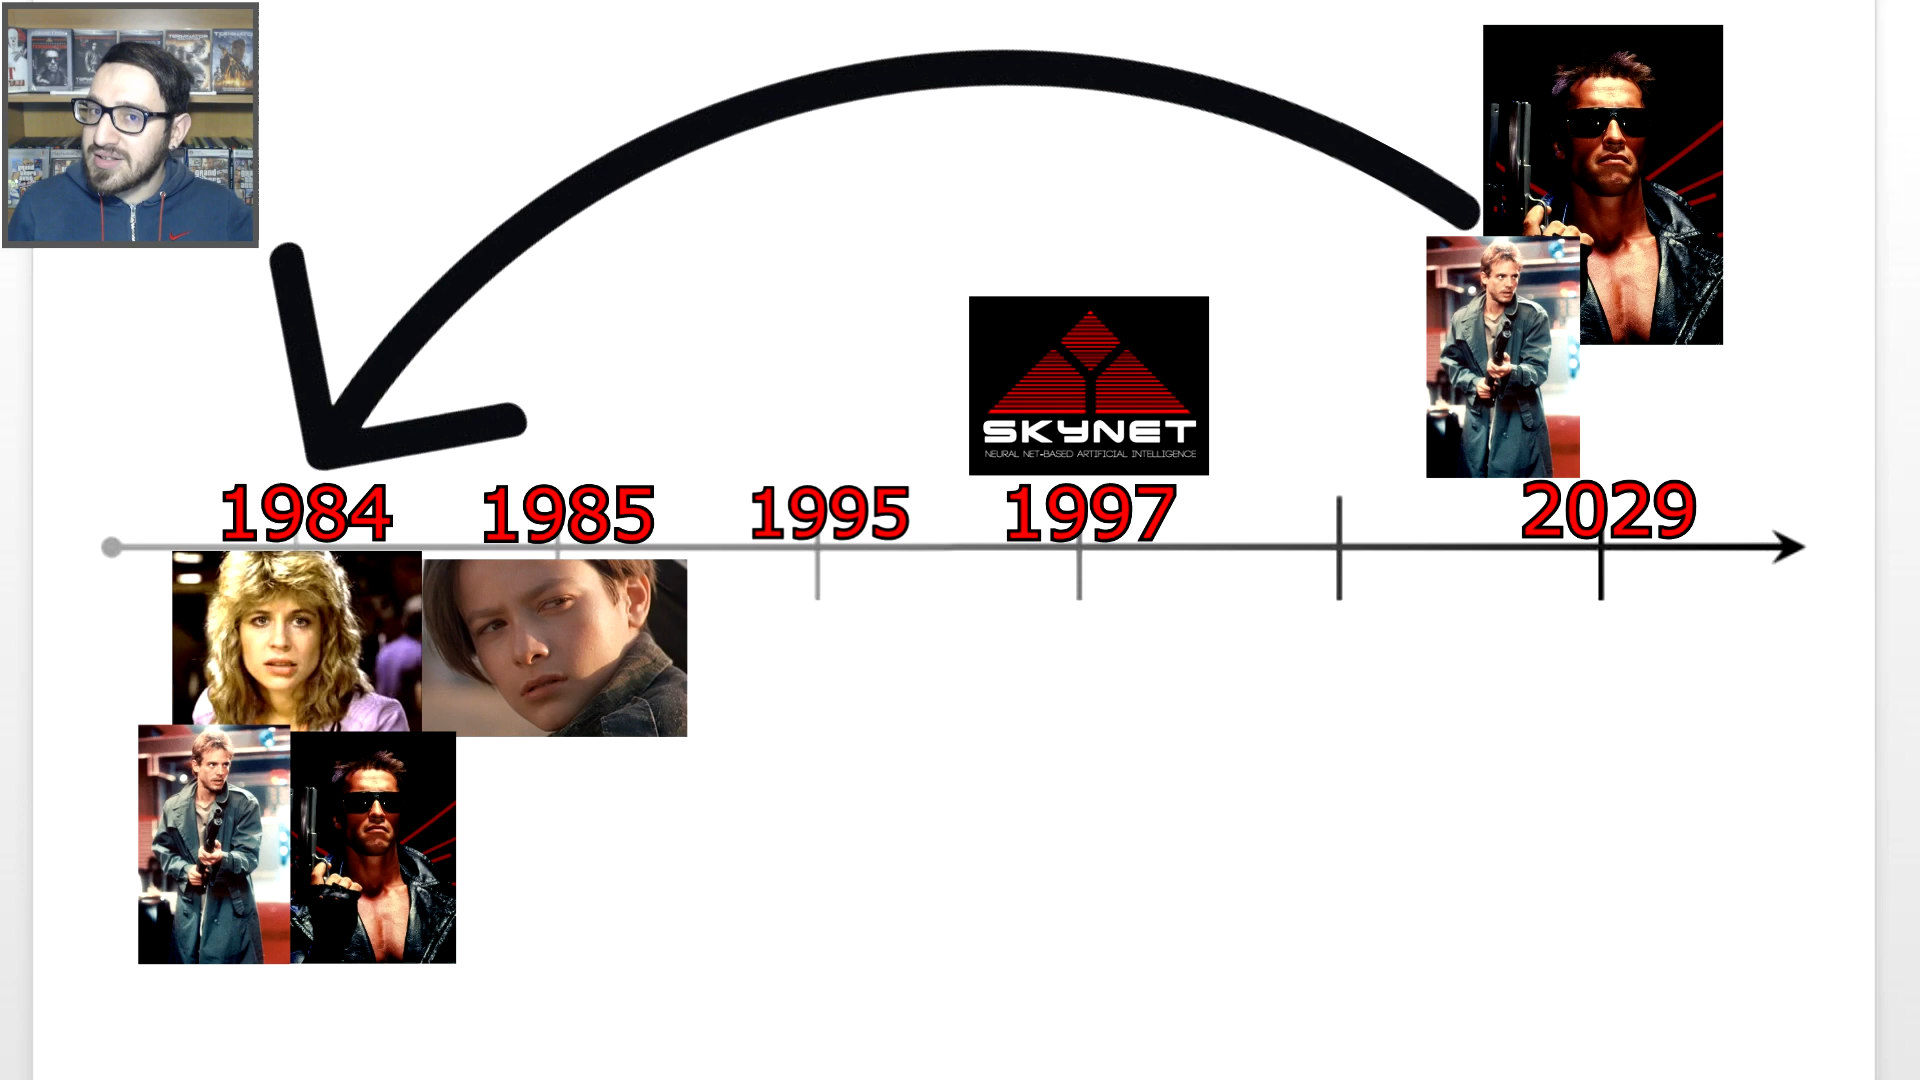 SKYNET
NEURAL NET-BASED ARTIFICIAL INTELLIGENCE
1984
1985
1995
1997
2029